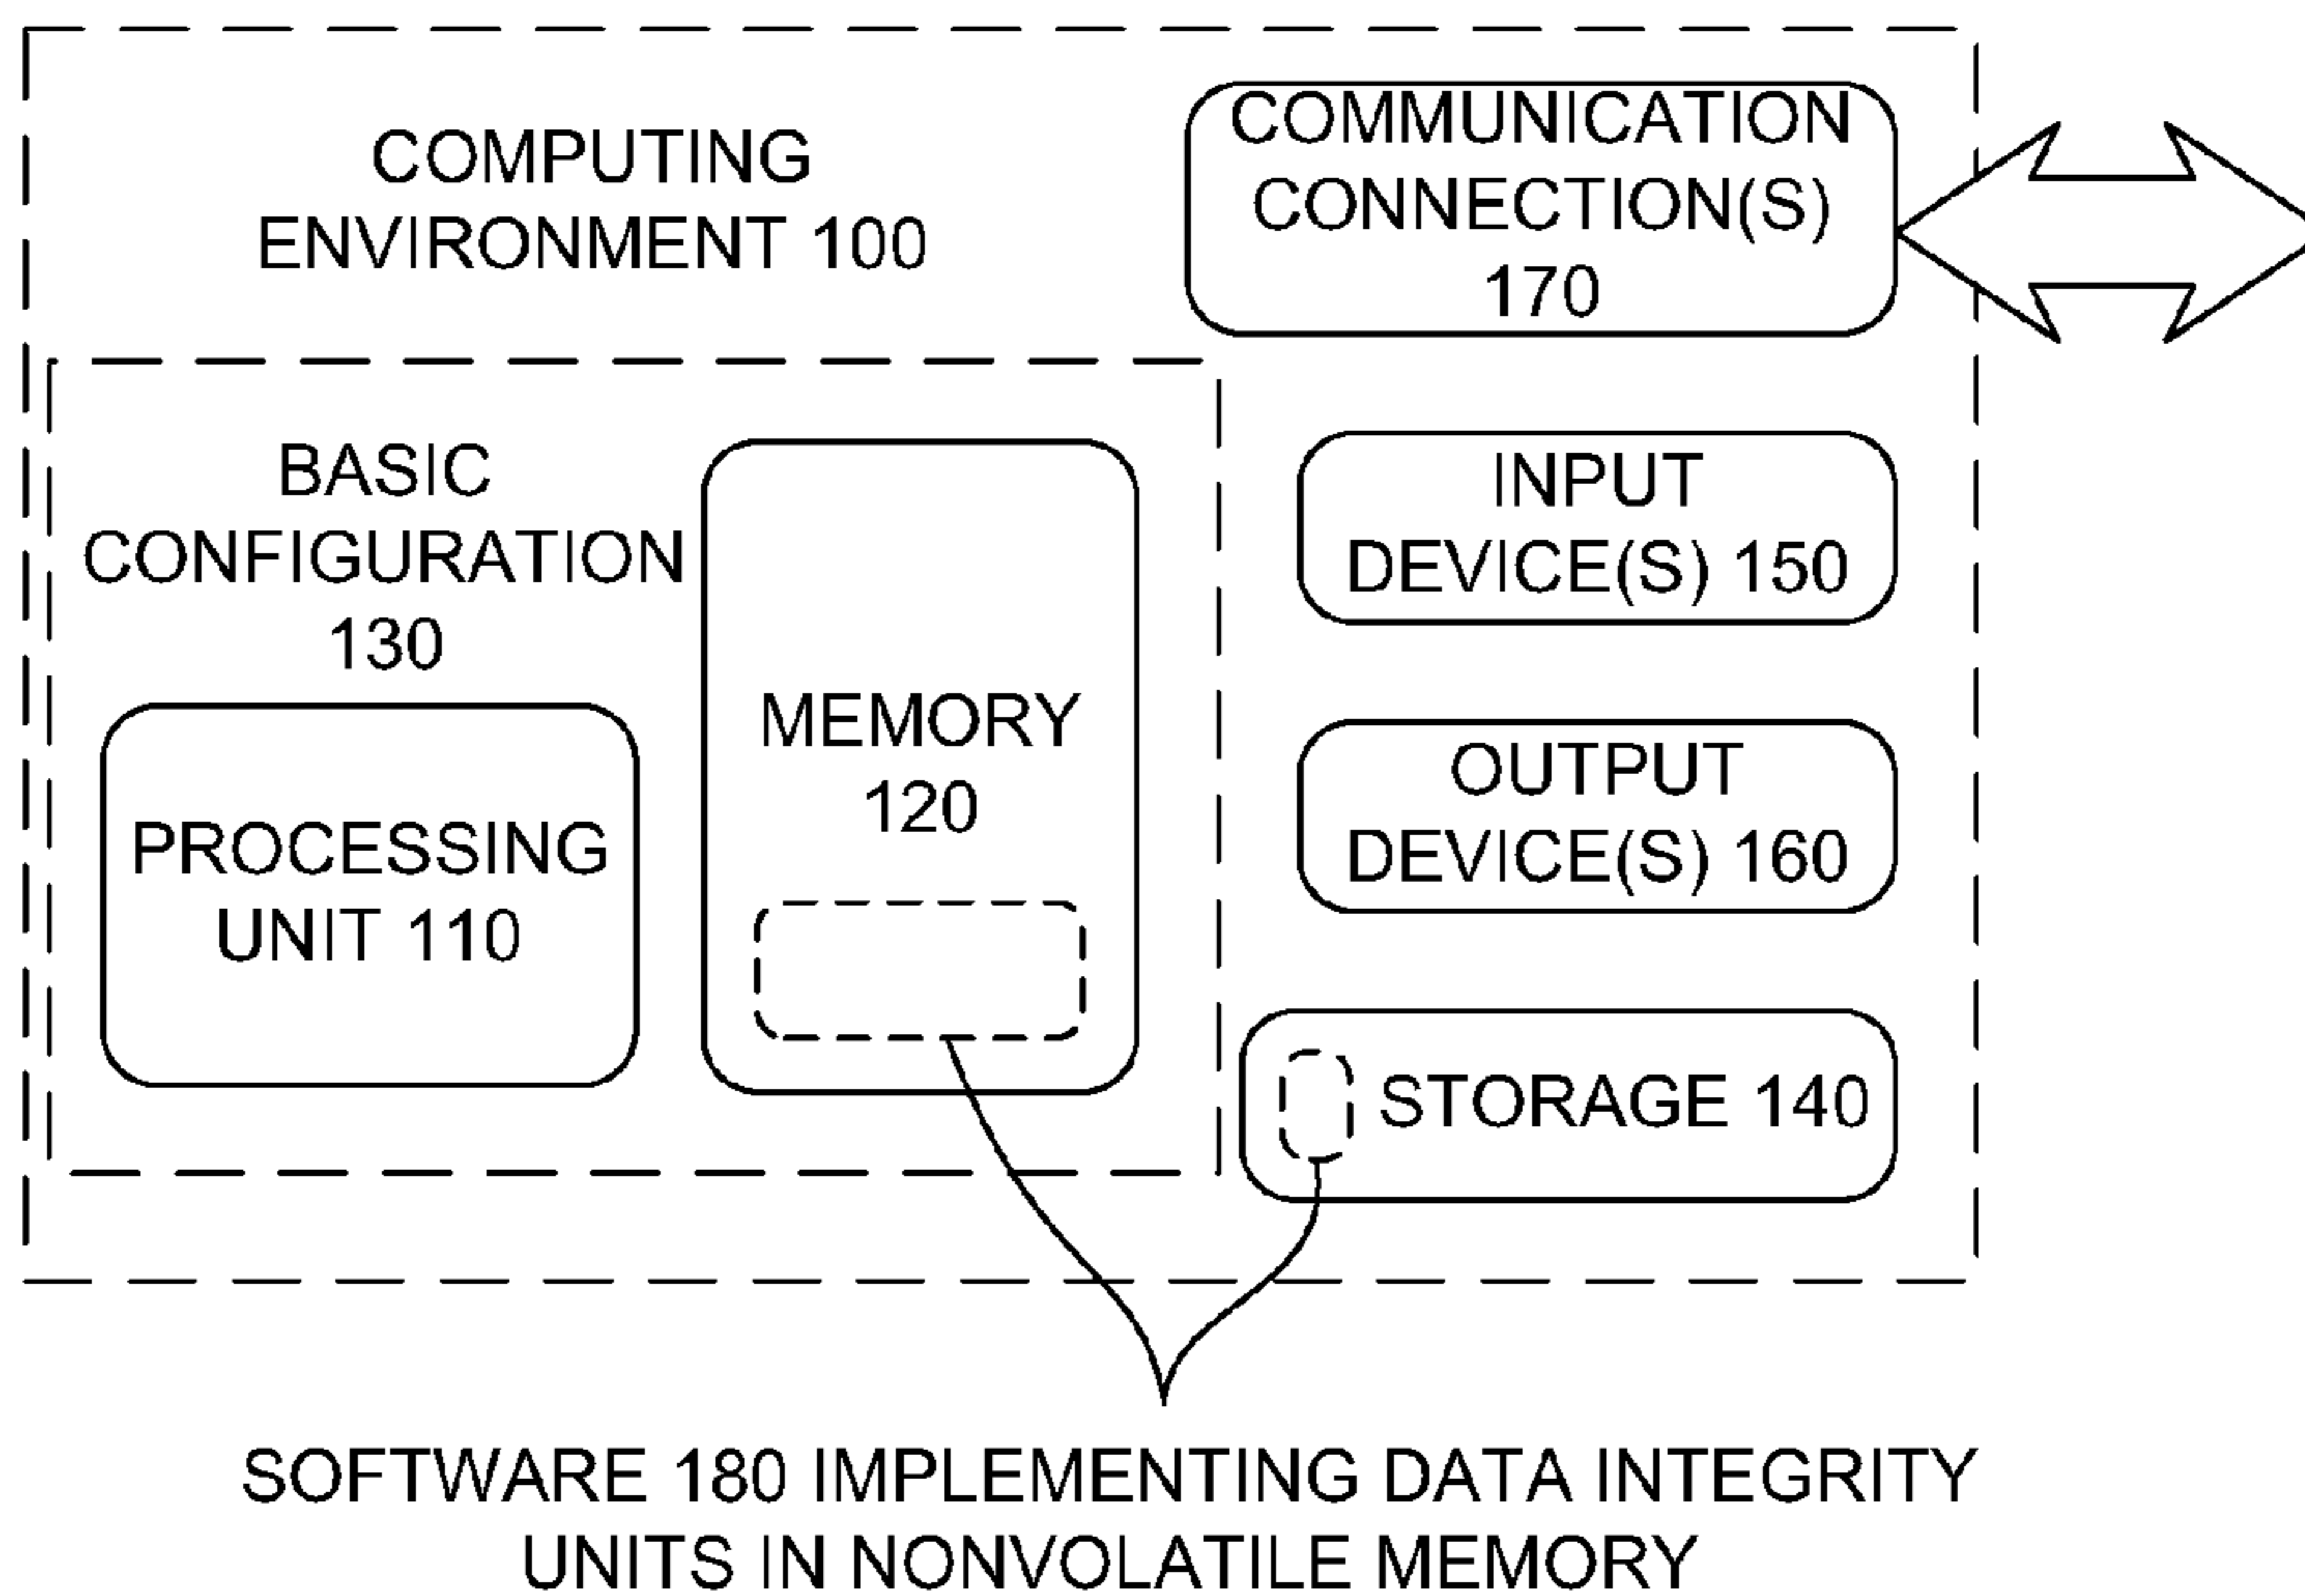 COMPUTING
ENVIRONMENT 100
COMMUNICATION
CONNECTION(S)
170
BASIC
CONFIGURATION
130
PROCESSING
UNIT 110
MEMORY
120
INPUT
DEVICE(S) 150
OUTPUT
DEVICE(S) 160
STORAGE 140
SOFTWARE 180 IMPLEMENTING DATA INTEGRITY
UNITS IN NONVOLATILE MEMORY